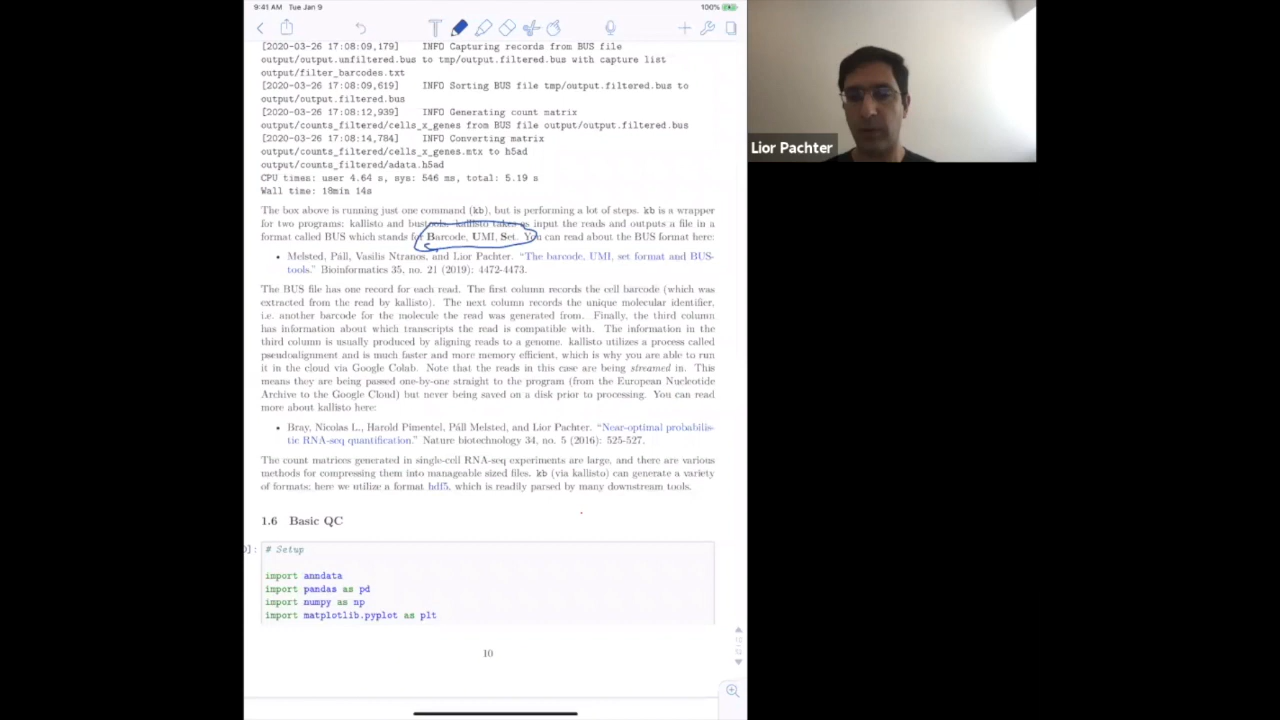 9:41 AM Tue Jan 9
100%
T
[2020-03-26 17:08:09,179] INFO Capturing records from BUS file
output/output.unfiltered.bus to tmp/output.filtered.bus with capture list
output/filter_barcodes.txt
[2020-03-26 17:08:09,619] INFO Sorting BUS file tmp/output.filtered.bus to
output/output.filtered.bus
[2020-03-26 17:08:12,939] INFO Generating count matrix
output/counts_filtered/cells_x_genes from BUS file output/output.filtered.bus
[2020-03-26 17:08:14,784] INFO Converting matrix
output/counts_filtered/cells_x_genes.mtx to h5ad
output/counts_filtered/adata.h5ad
CPU times: user 4.64 s, sys: 546 ms, total: 5.19 s
Wall time: 18min 14s
The box above is running just one command (kb), but is performing a lot of steps. kb is a wrapper
for two programs: kallisto and bustools. kallisto takes as input the reads and outputs a file in a
format called BUS which stands for Barcode, UMI, Set. You can read about the BUS format here:
• Melsted, Páll, Vasilis Ntranos, and Lior Pachter. “The barcode, UMI, set format and BUS-
tools.” Bioinformatics 35, no. 21 (2019): 4472-4473.
The BUS file has one record for each read. The first column records the cell barcode (which was
extracted from the read by kallisto). The next column records the unique molecular identifier,
i.e. another barcode for the molecule the read was generated from. Finally, the third column
has information about which transcripts the read is compatible with. The information in the
third column is usually produced by aligning reads to a genome. kallisto utilizes a process called
pseudoalignment and is much faster and more memory efficient, which is why you are able to run
it in the cloud via Google Colab. Note that the reads in this case are being streamed in. This
means they are being passed one-by-one straight to the program (from the European Nucleotide
Archive to the Google Cloud) but never being saved on a disk prior to processing. You can read
more about kallisto here:
• Bray, Nicolas L., Harold Pimentel, Páll Melsted, and Lior Pachter. “Near-optimal probabilis-
tic RNA-seq quantification.” Nature biotechnology 34, no. 5 (2016): 525-527.
The count matrices generated in single-cell RNA-seq experiments are large, and there are various
methods for compressing them into manageable sized files. kb (via kallisto) can generate a variety
of formats; here we utilize a format hdf5, which is readily parsed by many downstream tools.
1.6 Basic QC
]: # Setup
import anndata
import pandas as pd
import numpy as np
import matplotlib.pyplot as plt
10
Lior Pachter